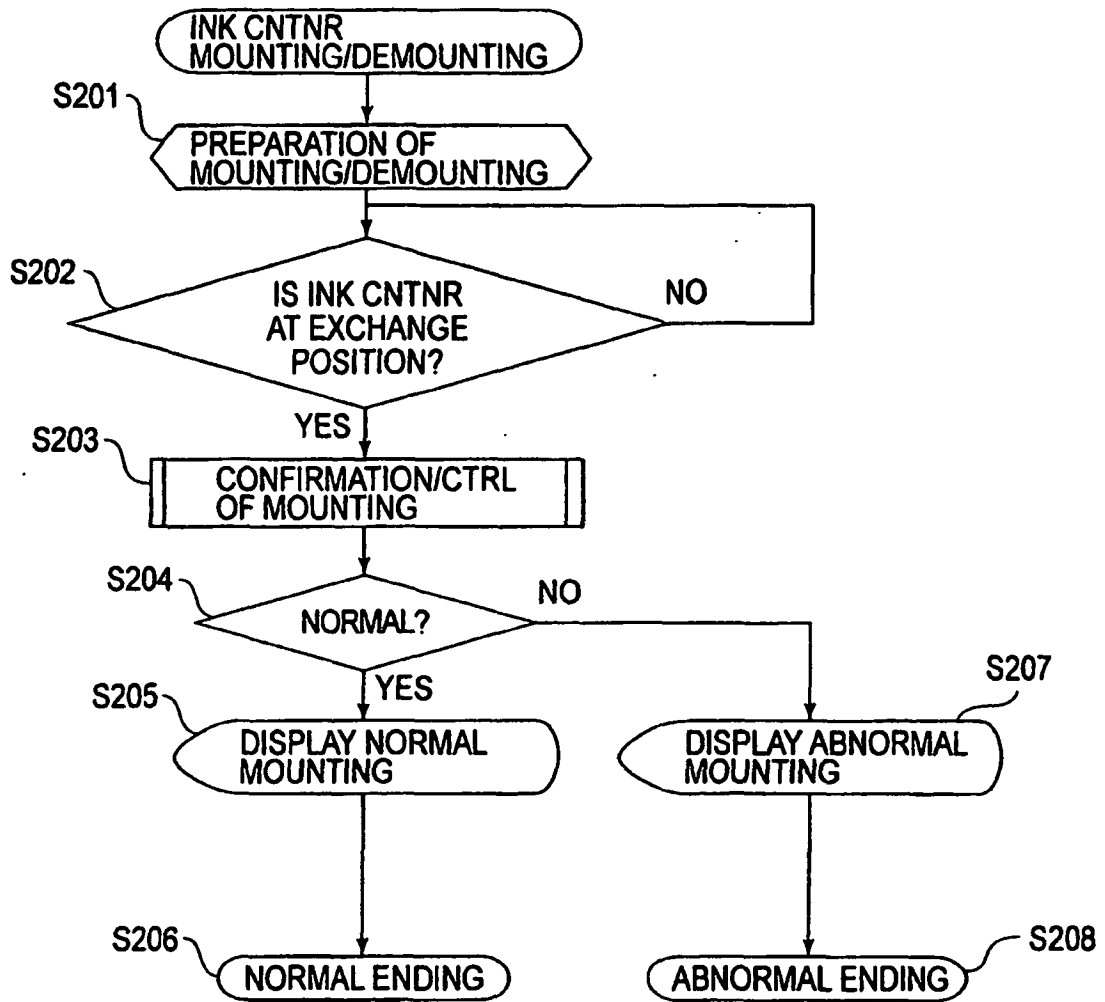 INK CNTNR
MOUNTING/DEMOUNTING
S201
PREPARATION OF
MOUNTING/DEMOUNTING
S202
IS INK CNTNR
AT EXCHANGE
POSITION?
NO
YES
S203
CONFIRMATION/CTRL
OF MOUNTING
S204
NORMAL?
NO
YES
S205
DISPLAY NORMAL
MOUNTING
S207
DISPLAY ABNORMAL
MOUNTING
S206
NORMAL ENDING
S208
ABNORMAL ENDING